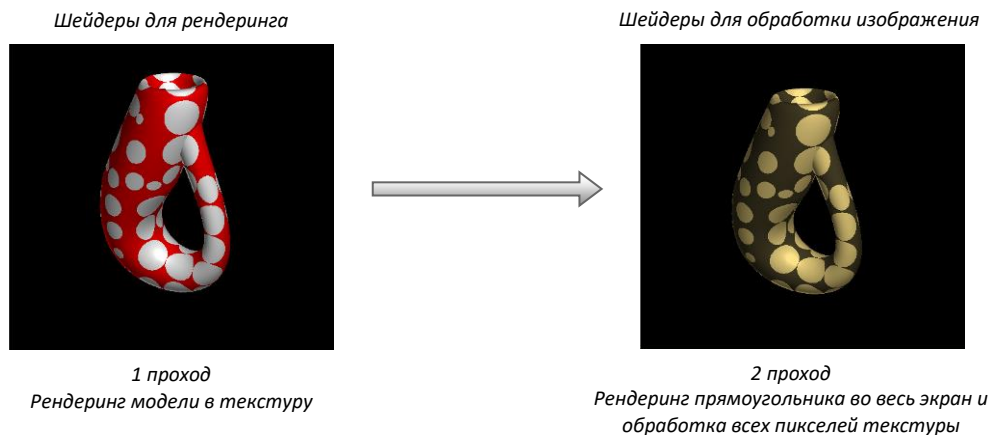 Шейдеры для рендеринга
Шейдеры для обработки изображения
1 проход
Рендеринг модели в текстуру
2 проход
Рендеринг прямоугольника во весь экран и
обработка всех пикселей текстуры